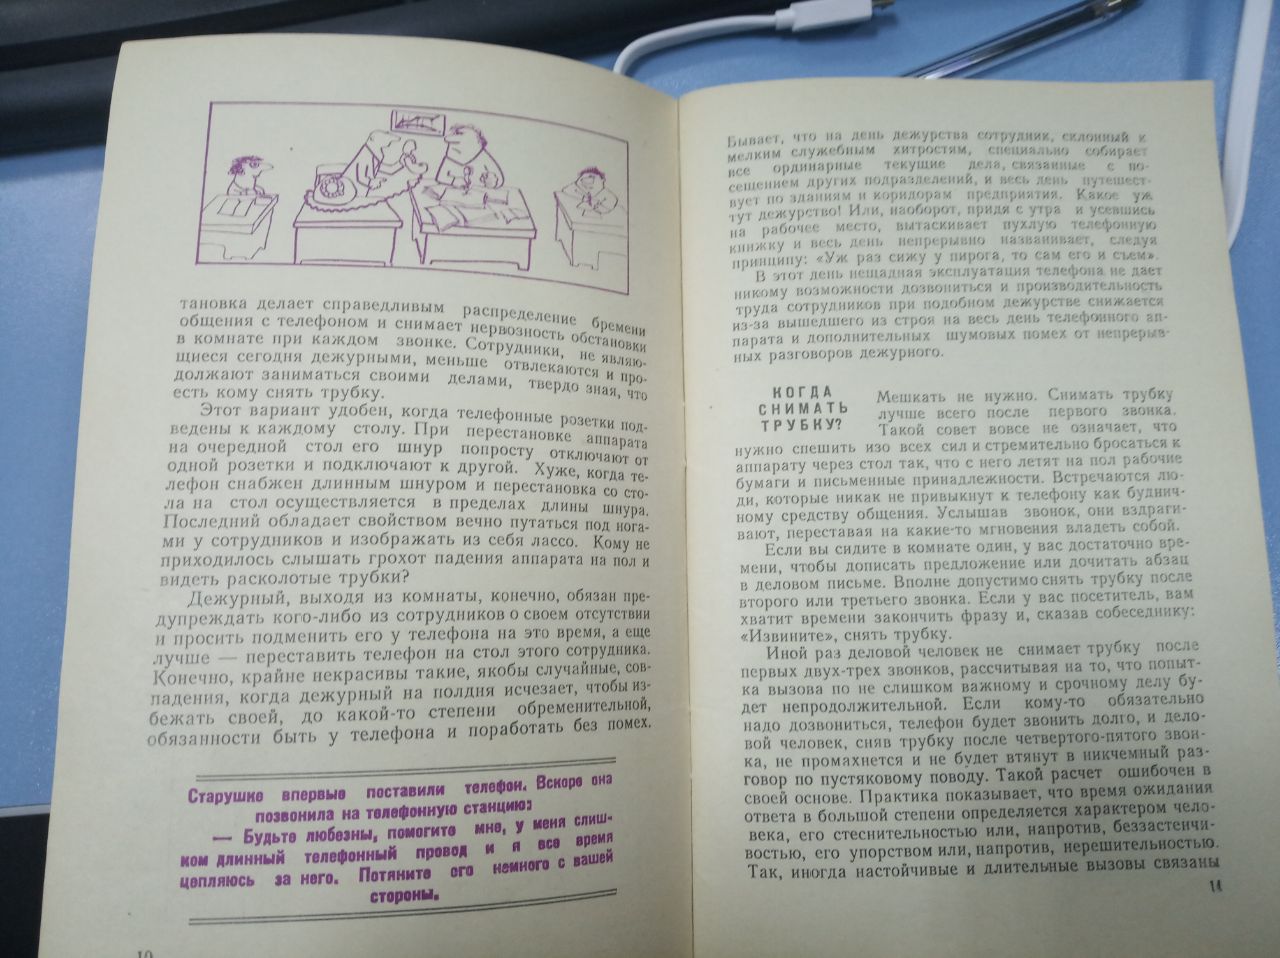 тановка делает справедливым распределение бремени
общения с телефоном и снимает нервозность обстановки
в комнате при каждом звонке. Сотрудники, не являю-
щиеся сегодня дежурными, меньше отвлекаются и про-
должают заниматься своими делами, твердо зная, что
есть кому снять трубку.
Этот вариант удобен, когда телефонные розетки под-
ведены к каждому столу. При перестановке аппарата
на очередной стол его шнур попросту отключают от
одной розетки и подключают к другой. Хуже, когда те-
лефон снабжен длинным шнуром и перестановка со сто-
ла на стол осуществляется в пределах длины шнура.
Последний обладает свойством вечно путаться под нога-
ми у сотрудников и изображать из себя лассо. Кому не
приходилось слышать грохот падения аппарата на пол и
видеть расколотые трубки?
Дежурный, выходя из комнаты, конечно, обязан пре-
дупреждать кого-либо из сотрудников о своем отсутствии
и просить подменить его у телефона на это время, а еще
лучше — переставить телефон на стол этого сотрудника.
Конечно, крайне некрасивы такие, якобы случайные, сов-
падения, когда дежурный на полдня исчезает, чтобы из-
бежать своей, до какой-то степени обременительной,
обязанности быть у телефона и поработать без помех.
Старушке впервые поставили телефон. Вскоре она
позвонила на телефонную станцию:
— Будьте любезны, помогите мне, у меня слиш-
ком длинный телефонный провод и я все время
цепляюсь за него. Потяните его немного с вашей
стороны.
10
Бывает, что на день дежурства сотрудник, склонный к
мелким служебным хитростям, специально собирает
все ординарные текущие дела, связанные с по-
сещением других подразделений, и весь день путешест-
вует по зданиям и коридорам предприятия. Какое уж
тут дежурство! Или, наоборот, придя с утра и усевшись
на рабочее место, вытаскивает пухлую телефонную
книжку и весь день непрерывно названивает, следуя
принципу: «Уж раз сижу у пирога, то сам его и съем».
В этот день нещадная эксплуатация телефона не дает
никому возможности дозвониться и производительность
труда сотрудников при подобном дежурстве снижается
из-за вышедшего из строя на весь день телефонного ап-
парата и дополнительных шумовых помех от непрерыв-
ных разговоров дежурного.
КОГДА
СНИМАТЬ
ТРУБКУ?
Мешкать не нужно. Снимать трубку
лучше всего после первого звонка.
Такой совет вовсе не означает, что
нужно спешить изо всех сил и стремительно бросаться к
аппарату через стол так, что с него летят на пол рабочие
бумаги и письменные принадлежности. Встречаются лю-
ди, которые никак не привыкнут к телефону как буднич-
ному средству общения. Услышав звонок, они вздраги-
вают, переставая на какие-то мгновения владеть собой.
Если вы сидите в комнате один, у вас достаточно вре-
мени, чтобы дописать предложение или дочитать абзац
в деловом письме. Вполне допустимо снять трубку после
второго или третьего звонка. Если у вас посетитель, вам
хватит времени закончить фразу и, сказав собеседнику:
«Извините», снять трубку.
Иной раз деловой человек не снимает трубку после
первых двух-трех звонков, рассчитывая на то, что попыт-
ка вызова по не слишком важному и срочному делу бу-
дет непродолжительной. Если кому-то обязательно
надо дозвониться, телефон будет звонить долго, и дело-
вой человек, сняв трубку после четвертого-пятого звон-
ка, не промахнется и не будет втянут в никчемный раз-
говор по пустяковому поводу. Такой расчет ошибочен в
своей основе. Практика показывает, что время ожидания
ответа в большой степени определяется характером чело-
века, его стеснительностью или, напротив, беззастенчи-
востью, его упорством или, напротив, нерешительностью.
Так, иногда настойчивые и длительные вызовы связаны
11